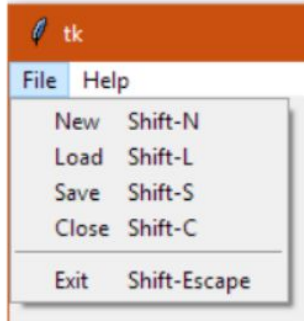 tk
File Help
New Shift-N
Load Shift-L
Save Shift-S
Close Shift-C
Exit Shift-Escape